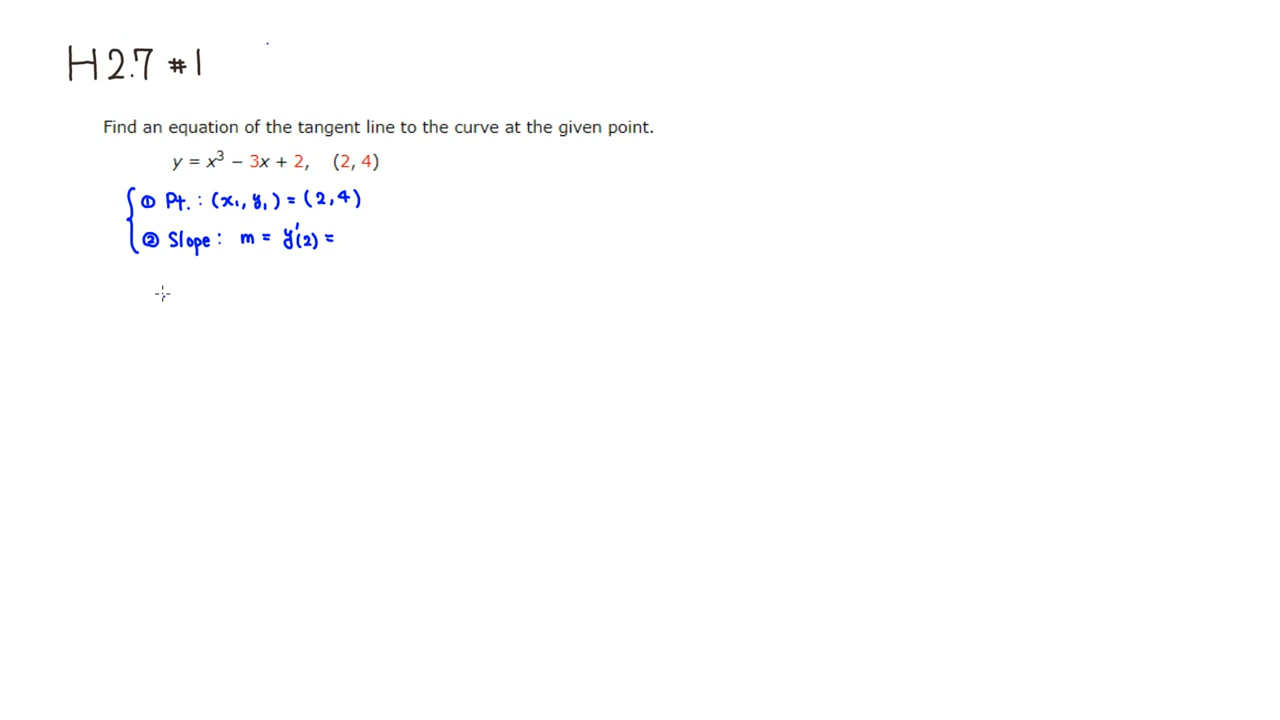 H 2.7 #1
Find an equation of the tangent line to the curve at the given point.
y = x³ − 3x + 2, (2, 4)
① Pt. : (x₁, y₁) = (2, 4)
② Slope : m = y'(2) =